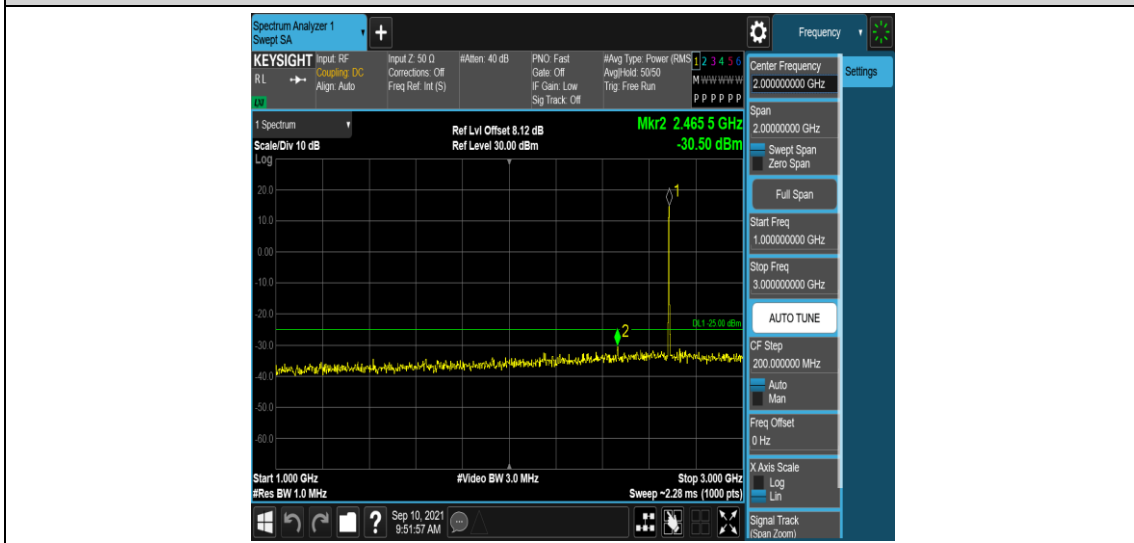 Spectrum Analyzer 1
Swept SA
+
Frequency
KEYSIGHT
RL
LXI
Input: RF
Coupling: DC
Align: Auto
Input Z: 50 Ω
Corrections: Off
Freq Ref: Int (S)
#Atten: 40 dB
PNO: Fast
Gate: Off
IF Gain: Low
Sig Track: Off
#Avg Type: Power (RMS
Avg|Hold: 50/50
Trig: Free Run
1 2 3 4 5 6
M W W W W W
P P P P P P
1 Spectrum
Scale/Div 10 dB
Ref Lvl Offset 8.12 dB
Ref Level 30.00 dBm
Mkr2 2.465 5 GHz
-30.50 dBm
Log
20.0
10.0
0.00
-10.0
-20.0
-30.0
-40.0
-50.0
-60.0
1
2
DL1 -25.00 dBm
Start 1.000 GHz
#Res BW 1.0 MHz
#Video BW 3.0 MHz
Stop 3.000 GHz
Sweep ~2.28 ms (1000 pts)
?
Sep 10, 2021
9:51:57 AM
Center Frequency
2.000000000 GHz
Span
2.00000000 GHz
Swept Span
Zero Span
Full Span
Start Freq
1.000000000 GHz
Stop Freq
3.000000000 GHz
AUTO TUNE
CF Step
200.000000 MHz
Auto
Man
Freq Offset
0 Hz
X Axis Scale
Log
Lin
Signal Track
(Span Zoom)
Settings